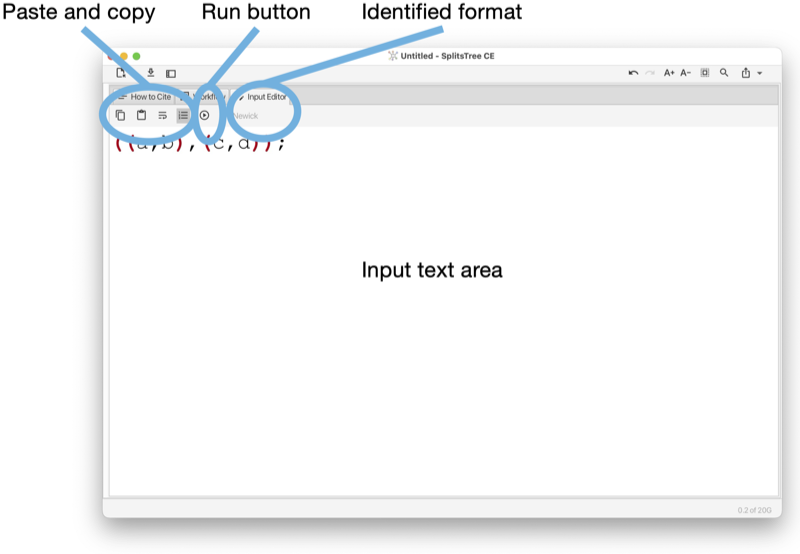 Paste and copy Run button Identified format
Untitled - SplitsTree CE
A+ A-
How to Cite Workflow Input Editor
Newick
((a,b),(c,d));
Input text area
0.2 of 20G